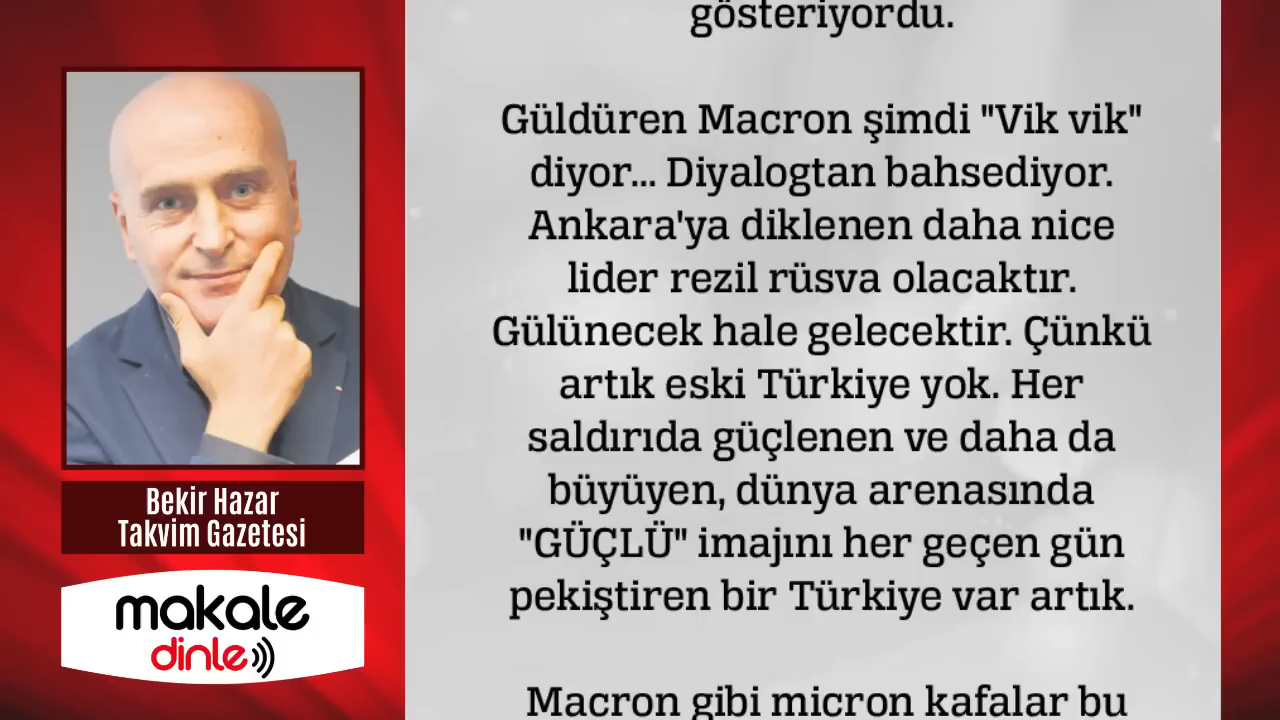 gösteriyordu.
Güldüren Macron şimdi "Vik vik"
diyor... Diyalogtan bahsediyor.
Ankara'ya diklenen daha nice
lider rezil rüsva olacaktır.
Gülünecek hale gelecektir. Çünkü
artık eski Türkiye yok. Her
saldırıda güçlenen ve daha da
büyüyen, dünya arenasında
"GÜÇLÜ" imajını her geçen gün
pekiştiren bir Türkiye var artık.
Macron gibi micron kafalar bu
Bekir Hazar
Takvim Gazetesi
makale
dinle